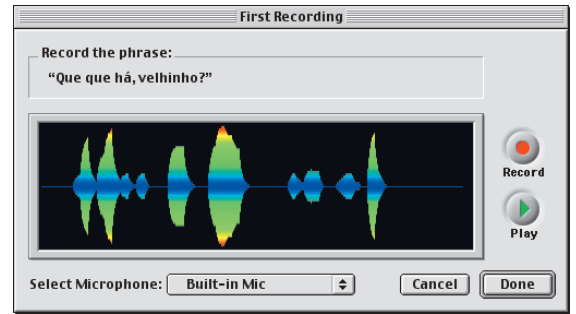 First Recording
Record the phrase:
“Que que há, velhinho?”
Record
Play
Select Microphone: Built-in Mic
Cancel Done